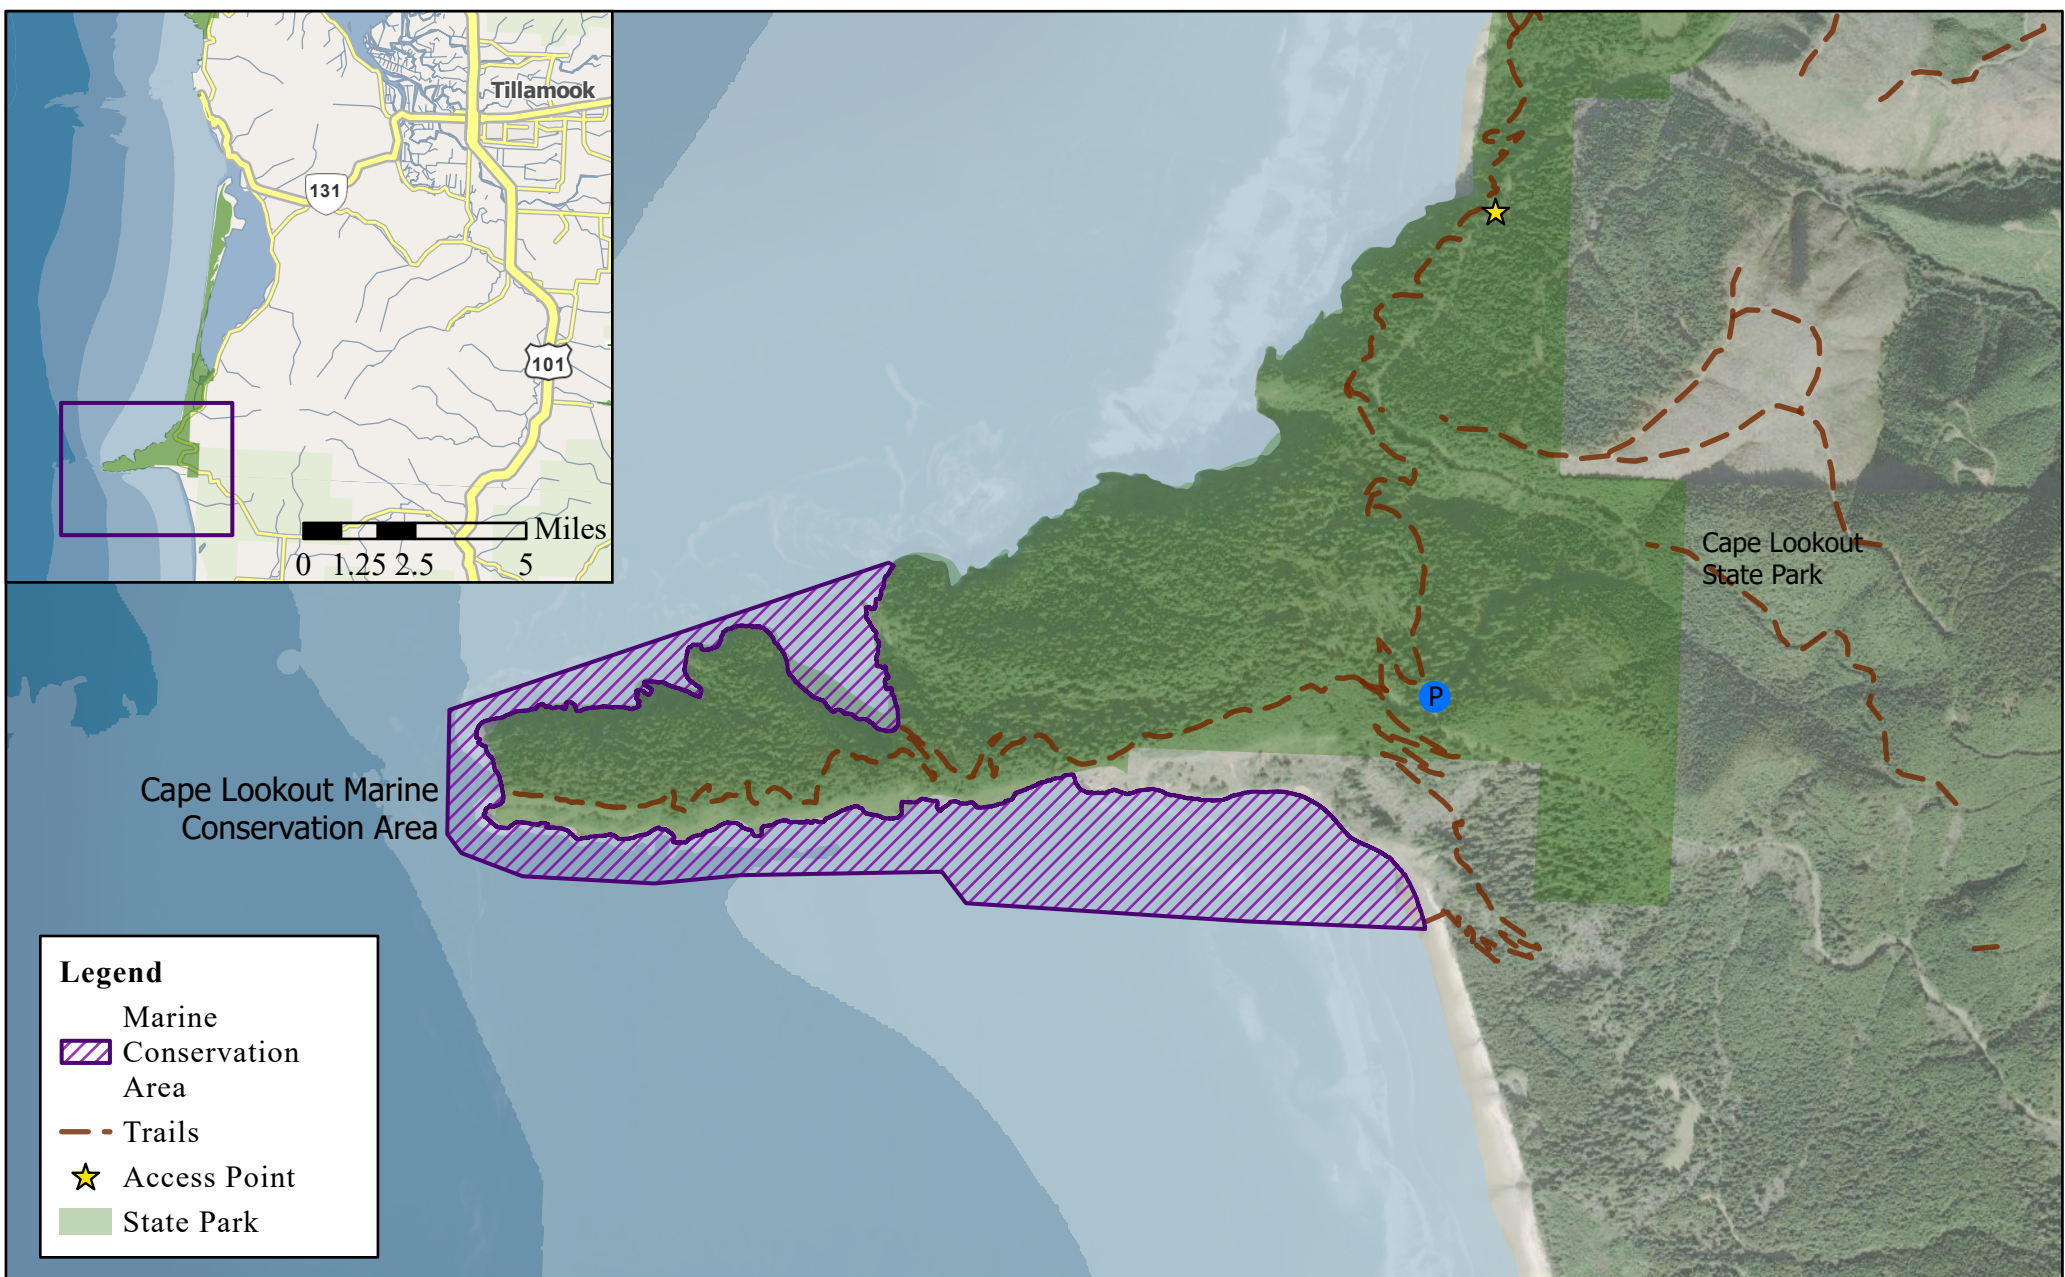 Tillamook
131
101
Miles
0 1.25 2.5 5
Cape Lookout
State Park
P
Cape Lookout Marine
Conservation Area
Legend
Marine
Conservation
Area
Trails
Access Point
State Park